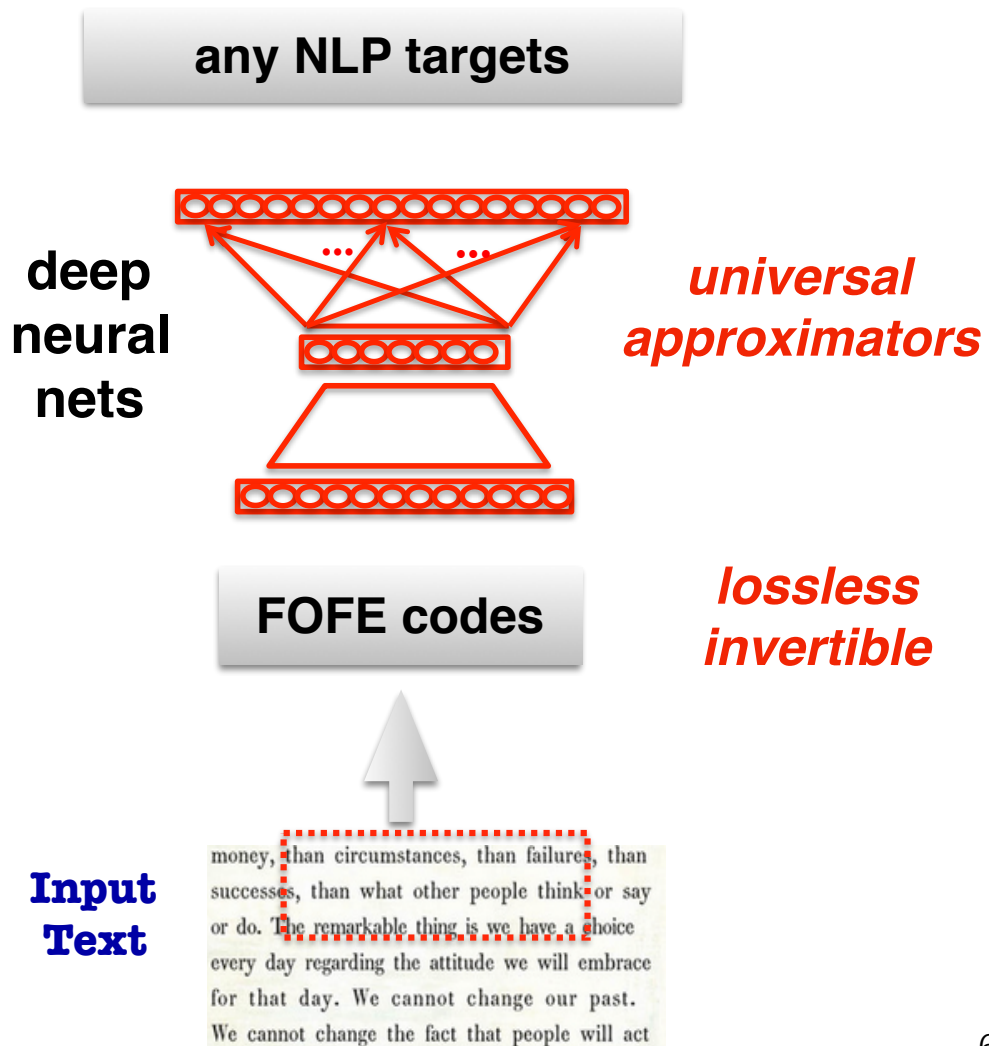 any NLP targets
deep
neural
nets
... ...
universal
approximators
FOFE codes
lossless
invertible
Input
Text
money, than circumstances, than failures, than
successes, than what other people think or say
or do. The remarkable thing is we have a choice
every day regarding the attitude we will embrace
for that day. We cannot change our past.
We cannot change the fact that people will act